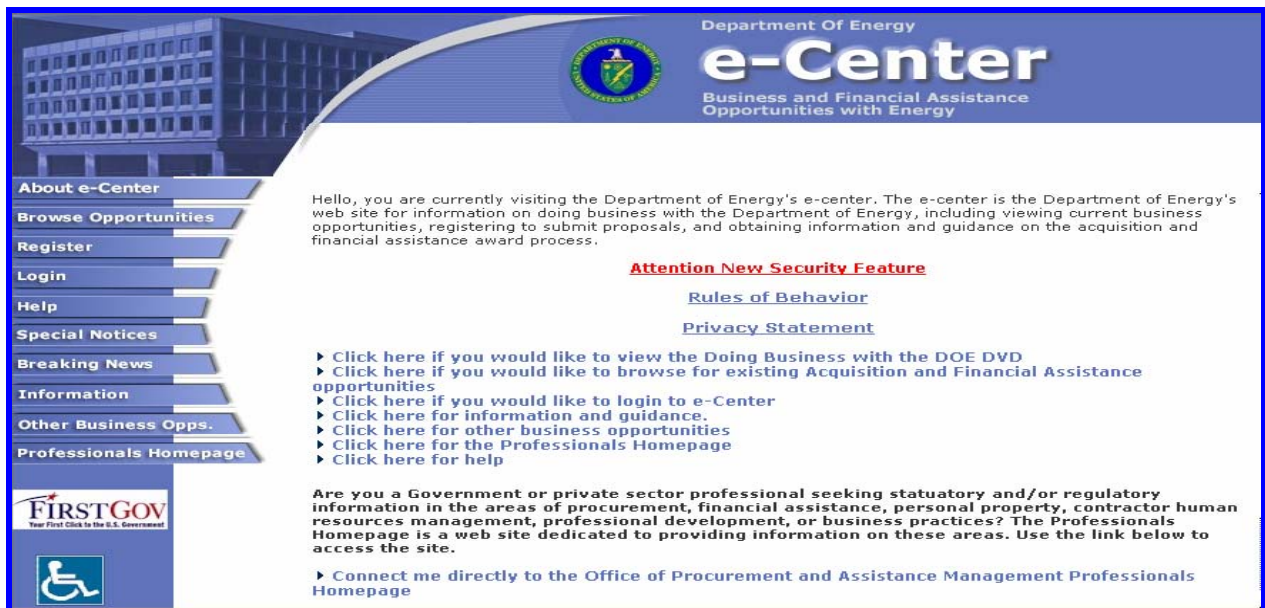 Department Of Energy
e-Center
Business and Financial Assistance
Opportunities with Energy
About e-Center
Browse Opportunities
Register
Login
Help
Special Notices
Breaking News
Information
Other Business Opps.
Professionals Homepage
FIRSTGOV
Your First Click to the U.S. Government
Hello, you are currently visiting the Department of Energy's e-center. The e-center is the Department of Energy's
web site for information on doing business with the Department of Energy, including viewing current business
opportunities, registering to submit proposals, and obtaining information and guidance on the acquisition and
financial assistance award process.
Attention New Security Feature
Rules of Behavior
Privacy Statement
Click here if you would like to view the Doing Business with the DOE DVD
Click here if you would like to browse for existing Acquisition and Financial Assistance
opportunities
Click here if you would like to login to e-Center
Click here for information and guidance.
Click here for other business opportunities
Click here for the Professionals Homepage
Click here for help
Are you a Government or private sector professional seeking statuatory and/or regulatory
information in the areas of procurement, financial assistance, personal property, contractor human
resources management, professional development, or business practices? The Professionals
Homepage is a web site dedicated to providing information on these areas. Use the link below to
access the site.
Connect me directly to the Office of Procurement and Assistance Management Professionals
Homepage